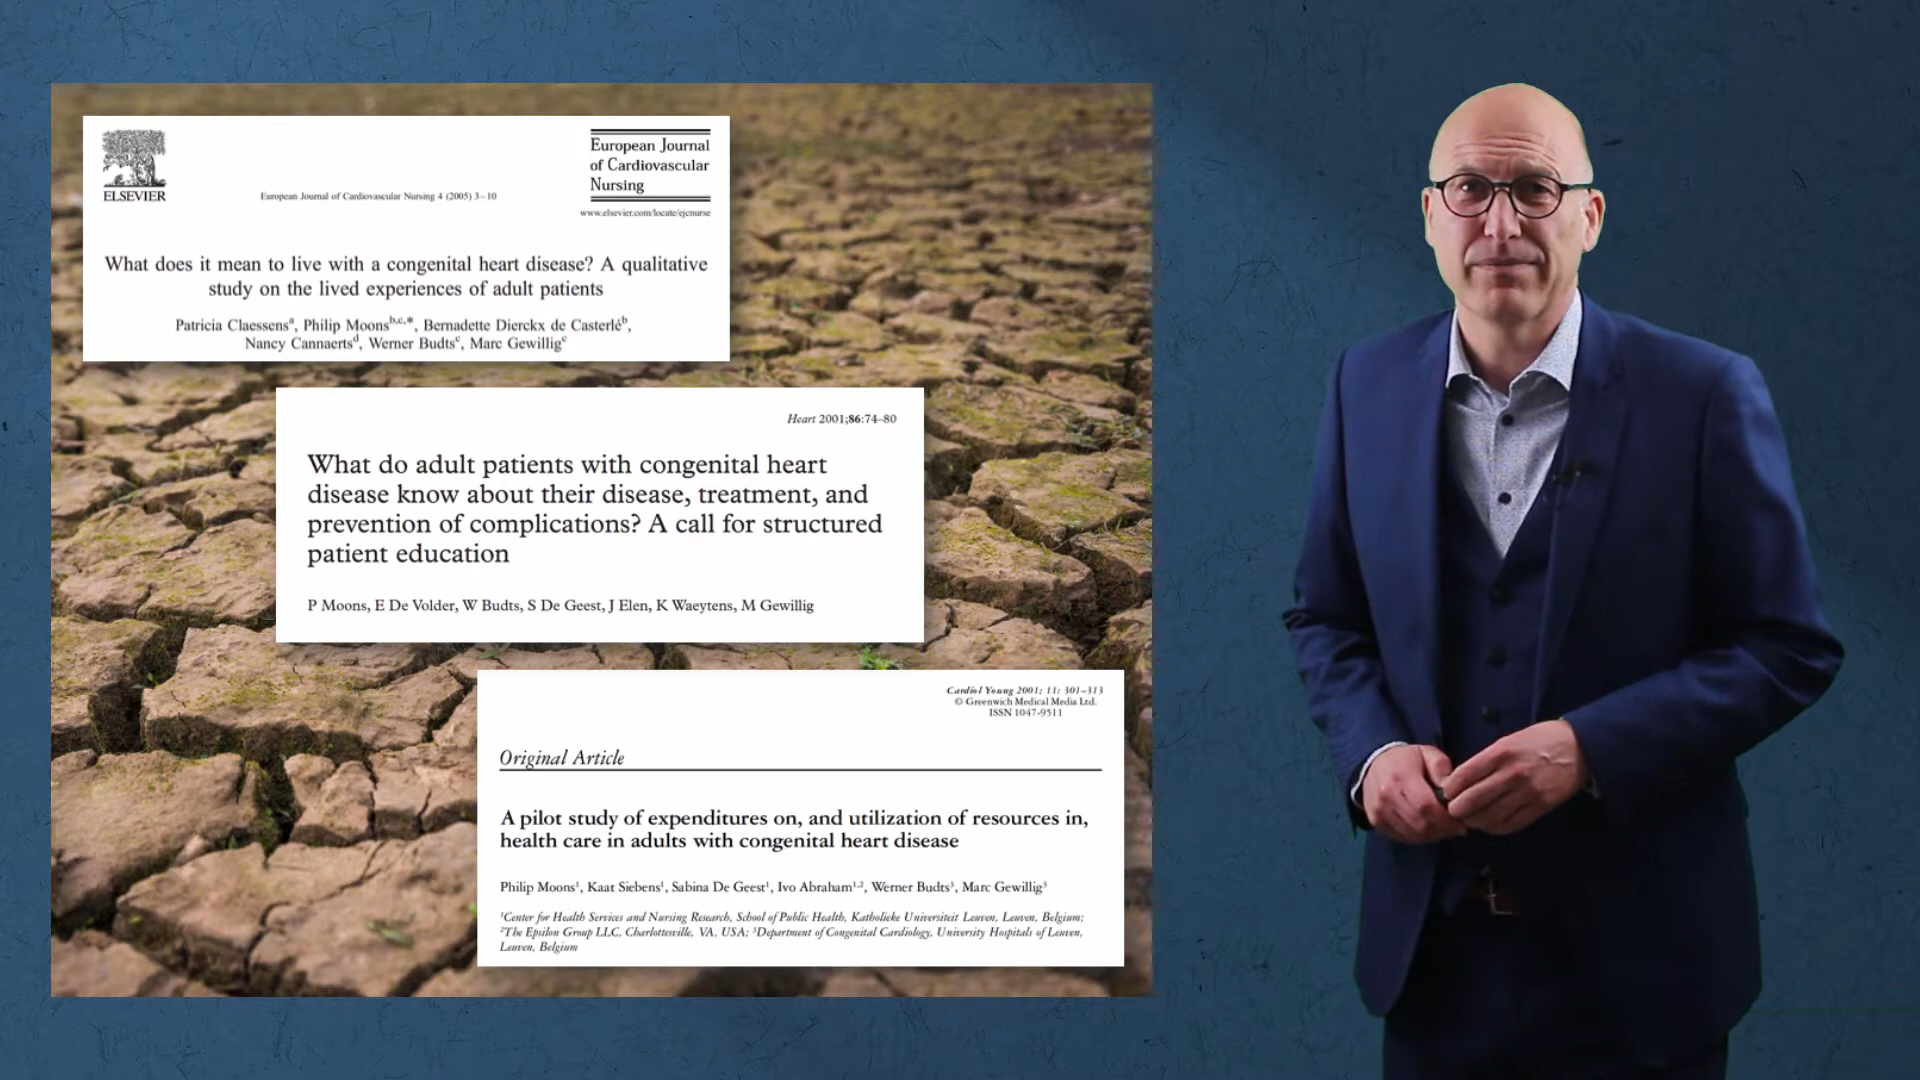 ELSEVIER
European Journal of Cardiovascular Nursing 4 (2005) 3–10
European Journal
of Cardiovascular
Nursing
www.elsevier.com/locate/ejcnurse
What does it mean to live with a congenital heart disease? A qualitative
study on the lived experiences of adult patients
Patricia Claessensᵃ, Philip Moonsᵇ,ᶜ,*, Bernadette Dierckx de Casterléᵇ,
Nancy Cannaertsᵈ, Werner Budtsᶜ, Marc Gewilligᶜ
Heart 2001;86:74–80
What do adult patients with congenital heart
disease know about their disease, treatment, and
prevention of complications? A call for structured
patient education
P Moons, E De Volder, W Budts, S De Geest, J Elen, K Waeytens, M Gewillig
Cardiol Young 2001; 11: 301–313
© Greenwich Medical Media Ltd.
ISSN 1047-9511
Original Article
A pilot study of expenditures on, and utilization of resources in,
health care in adults with congenital heart disease
Philip Moons¹, Kaat Siebens¹, Sabina De Geest¹, Ivo Abraham¹,², Werner Budts³, Marc Gewillig³
¹Center for Health Services and Nursing Research, School of Public Health, Katholieke Universiteit Leuven, Leuven, Belgium;
²The Epsilon Group LLC, Charlottesville, VA, USA; ³Department of Congenital Cardiology, University Hospitals of Leuven,
Leuven, Belgium